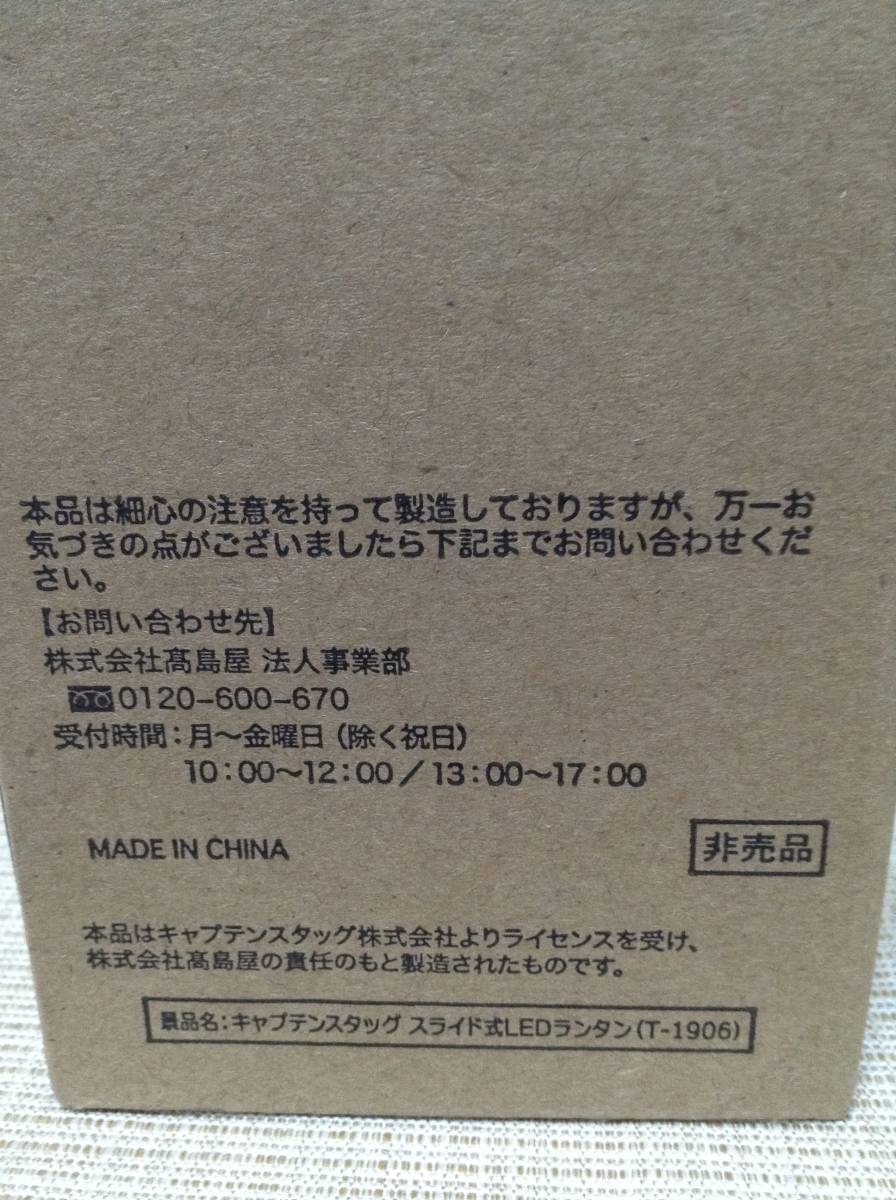 本品は細心の注意を持って製造しておりますが、万一お
気づきの点がございましたら下記までお問い合わせくだ
さい。
【お問い合わせ先】
株式会社髙島屋 法人事業部
0120-600-670
受付時間：月〜金曜日（除く祝日）
10：00〜12：00／13：00〜17：00
MADE IN CHINA
非売品
本品はキャプテンスタッグ株式会社よりライセンスを受け、
株式会社髙島屋の責任のもと製造されたものです。
景品名：キャプテンスタッグ スライド式LEDランタン（T-1906）